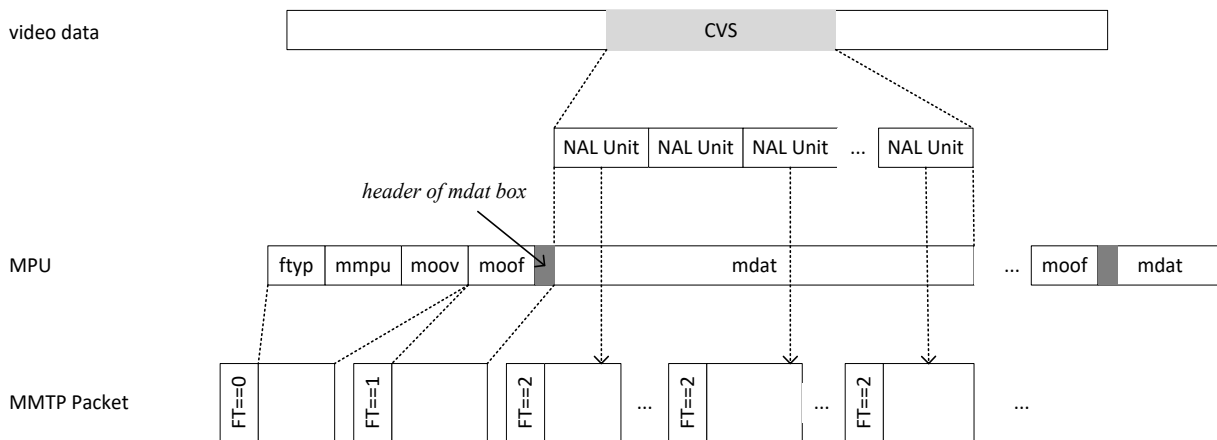 video data
CVS
NAL Unit NAL Unit NAL Unit ... NAL Unit
header of mdat box
MPU
ftyp mmpu moov moof mdat ... moof mdat
MMTP Packet
FT==0 FT==1 FT==2 ... FT==2 ... FT==2 ...